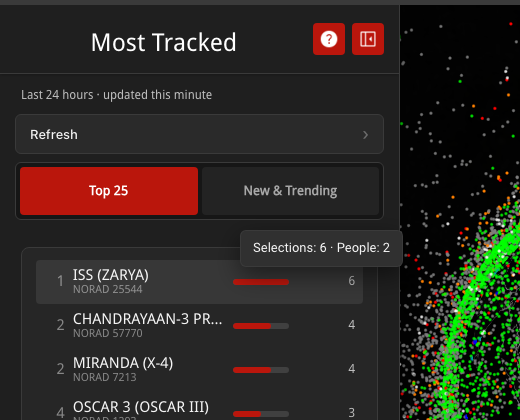 Most Tracked
?
Last 24 hours · updated this minute
Refresh
Top 25
New & Trending
Selections: 6 · People: 2
1 ISS (ZARYA) 6
NORAD 25544
2 CHANDRAYAAN-3 PR... 4
NORAD 57770
2 MIRANDA (X-4) 4
NORAD 7213
4 OSCAR 3 (OSCAR III) 3